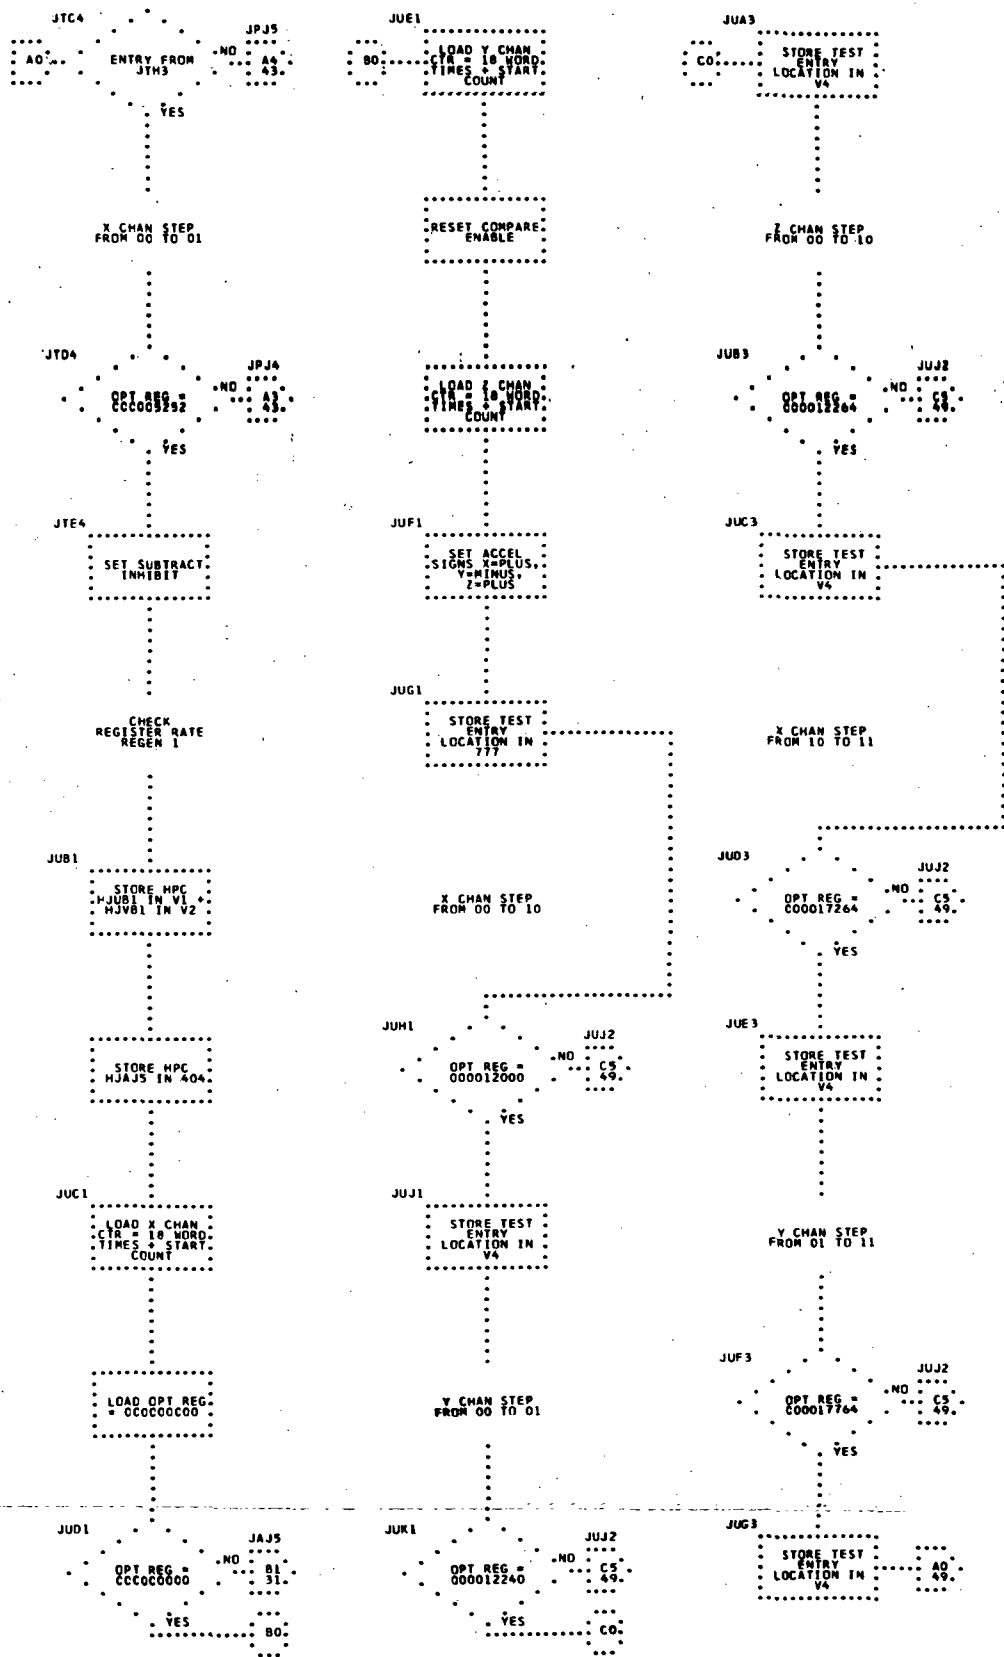 JTC4
A0
ENTRY FROM
JTH3
NO
JPJ5
A4
43
YES
X CHAN STEP
FROM 00 TO 01
JTD4
OPT REG =
CCC005252
NO
JPJ4
A3
43
YES
JTE4
SET SUBTRACT
INHIBIT
CHECK
REGISTER RATE
REGEN 1
JUB1
STORE HPC
HJUB1 IN V1 +
HJVB1 IN V2
STORE HPC
HJAJ5 IN 404
JUC1
LOAD X CHAN
CTR = 18 WORD
TIMES + START
COUNT
LOAD OPT REG
= 0C0C00C00
JUD1
OPT REG =
CCC0C0000
NO
JAJ5
B1
31
YES
B0
JUE1
B0
LOAD Y CHAN
CTR = 18 WORD
TIMES + START
COUNT
RESET COMPARE
ENABLE
LOAD Z CHAN
CTR = 18 WORD
TIMES + START
COUNT
JUF1
SET ACCEL
SIGNS X=PLUS,
Y=MINUS,
Z=PLUS
JUG1
STORE TEST
ENTRY
LOCATION IN
777
X CHAN STEP
FROM 00 TO 10
JUH1
OPT REG =
000012000
NO
JUJ2
C5
49
YES
JUJ1
STORE TEST
ENTRY
LOCATION IN
V4
Y CHAN STEP
FROM 00 TO 01
JUK1
OPT REG =
000012240
NO
JUJ2
C5
49
YES
C0
JUA3
C0
STORE TEST
ENTRY
LOCATION IN
V4
Z CHAN STEP
FROM 00 TO 10
JUB3
OPT REG =
000012264
NO
JUJ2
C5
49
YES
JUC3
STORE TEST
ENTRY
LOCATION IN
V4
X CHAN STEP
FROM 10 TO 11
JUD3
OPT REG =
C00017264
NO
JUJ2
C5
49
YES
JUE3
STORE TEST
ENTRY
LOCATION IN
V4
Y CHAN STEP
FROM 01 TO 11
JUF3
OPT REG =
C00017764
NO
JUJ2
C5
49
YES
JUG3
STORE TEST
ENTRY
LOCATION IN
V4
A0
49